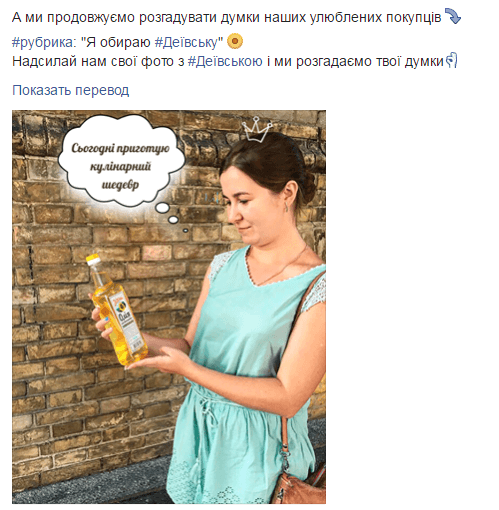 А ми продовжуємо розгадувати думки наших улюблених покупців
#рубрика: "Я обираю #Деївську"
Надсилай нам свої фото з #Деївською і ми розгадаємо твої думки
Показать перевод
Сьогодні приготую
кулінарний
шедевр
Олія